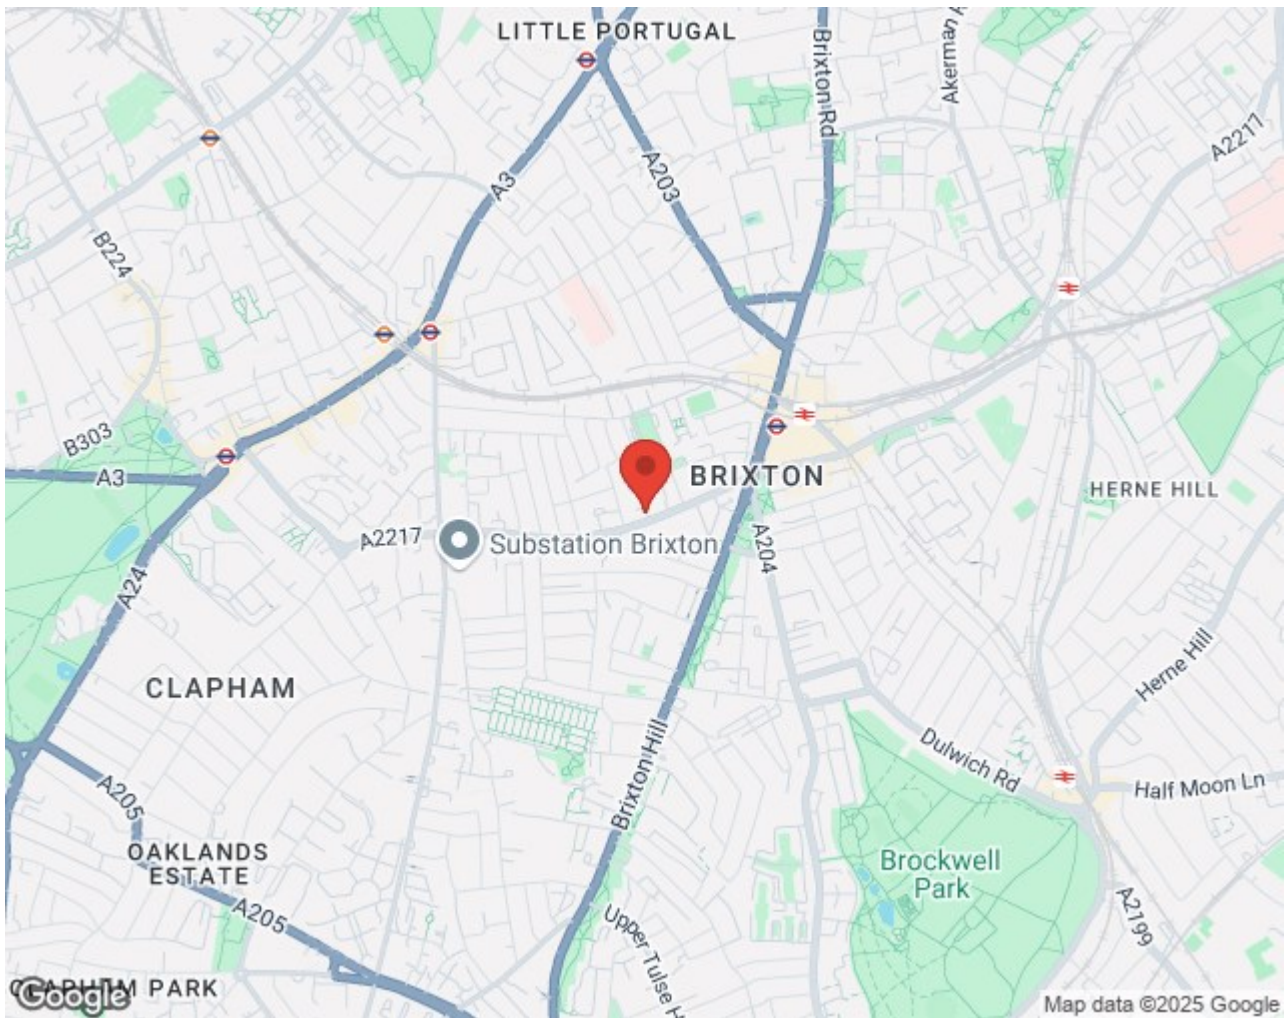 LITTLE PORTUGAL
Brixton Rd
Akerman
A2217
A3
A203
B224
B303
A3
BRIXTON
HERNE HILL
A2217
Substation Brixton
A204
A24
CLAPHAM
Herne Hill
Dulwich Rd
Brixton Hill
Half Moon Ln
A205
OAKLANDS
ESTATE
Brockwell
Park
A205
Upper Tulse H
A2199
CLAPHAM PARK
Google
Map data ©2025 Google